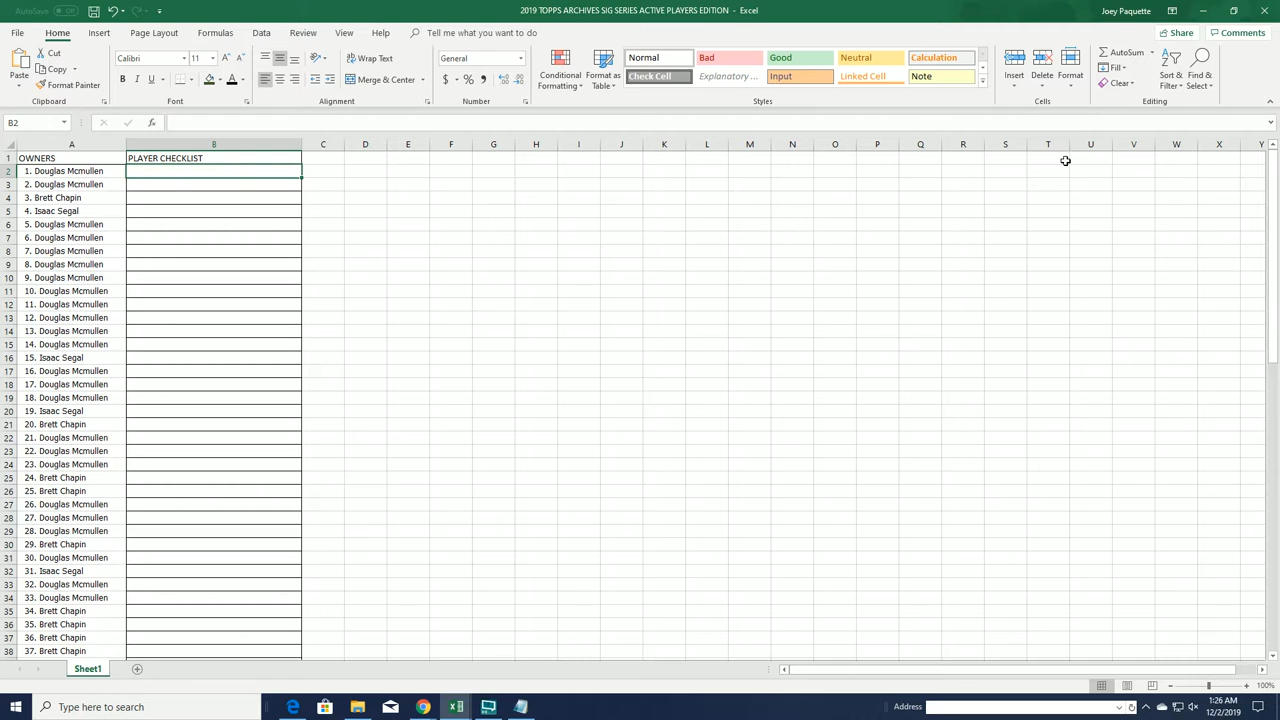 AutoSave Off
2019 TOPPS ARCHIVES SIG SERIES ACTIVE PLAYERS EDITION - Excel
Joey Paquette
File Home Insert Page Layout Formulas Data Review View Help Tell me what you want to do
Share Comments
Paste Cut Copy Format Painter
Clipboard
Calibri 11
B I U
Font
Wrap Text
Merge & Center
Alignment
General
$ % ,
Number
Conditional Formatting Format as Table
Normal Bad Good Neutral Calculation
Check Cell Explanatory ... Input Linked Cell Note
Styles
Insert Delete Format
Cells
AutoSum
Fill
Clear
Sort & Filter Find & Select
Editing
B2 fx
A B C D E F G H I J K L M N O P Q R S T U V W X Y
1 OWNERS PLAYER CHECKLIST
2 1. Douglas Mcmullen
3 2. Douglas Mcmullen
4 3. Brett Chapin
5 4. Isaac Segal
6 5. Douglas Mcmullen
7 6. Douglas Mcmullen
8 7. Douglas Mcmullen
9 8. Douglas Mcmullen
10 9. Douglas Mcmullen
11 10. Douglas Mcmullen
12 11. Douglas Mcmullen
13 12. Douglas Mcmullen
14 13. Douglas Mcmullen
15 14. Douglas Mcmullen
16 15. Isaac Segal
17 16. Douglas Mcmullen
18 17. Douglas Mcmullen
19 18. Douglas Mcmullen
20 19. Isaac Segal
21 20. Brett Chapin
22 21. Douglas Mcmullen
23 22. Douglas Mcmullen
24 23. Douglas Mcmullen
25 24. Brett Chapin
26 25. Brett Chapin
27 26. Douglas Mcmullen
28 27. Douglas Mcmullen
29 28. Douglas Mcmullen
30 29. Brett Chapin
31 30. Douglas Mcmullen
32 31. Isaac Segal
33 32. Douglas Mcmullen
34 33. Douglas Mcmullen
35 34. Brett Chapin
36 35. Brett Chapin
37 36. Brett Chapin
38 37. Brett Chapin
Sheet1
100%
Type here to search
Address
1:26 AM
12/2/2019